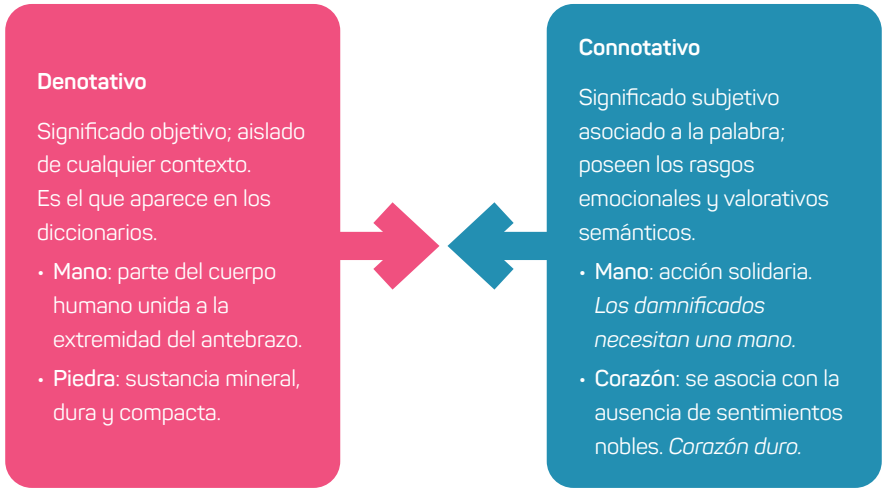 Denotativo
Significado objetivo; aislado
de cualquier contexto.
Es el que aparece en los
diccionarios.
• Mano: parte del cuerpo
humano unida a la
extremidad del antebrazo.
• Piedra: sustancia mineral,
dura y compacta.
Connotativo
Significado subjetivo
asociado a la palabra;
poseen los rasgos
emocionales y valorativos
semánticos.
• Mano: acción solidaria.
Los damnificados
necesitan una mano.
• Corazón: se asocia con la
ausencia de sentimientos
nobles. Corazón duro.